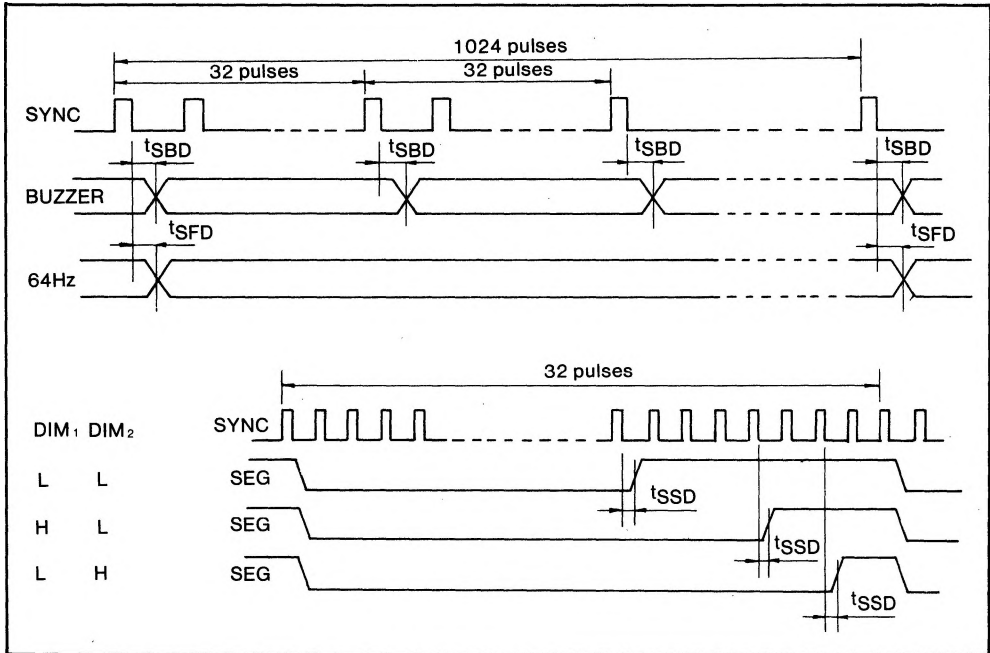 1024 pulses
32 pulses 32 pulses
SYNC
tSBD tSBD tSBD tSBD
BUZZER
tSFD tSFD
64Hz
32 pulses
DIM1 DIM2 SYNC
L L SEG
tSSD
H L SEG
tSSD
L H SEG
tSSD